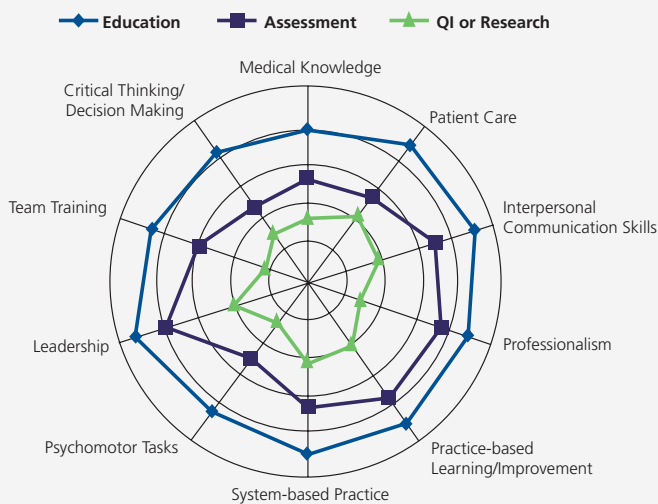 Education Assessment QI or Research
Medical Knowledge
Critical Thinking/
Decision Making
Patient Care
Team Training
Interpersonal
Communication Skills
Leadership
Professionalism
Psychomotor Tasks
Practice-based
Learning/Improvement
System-based Practice